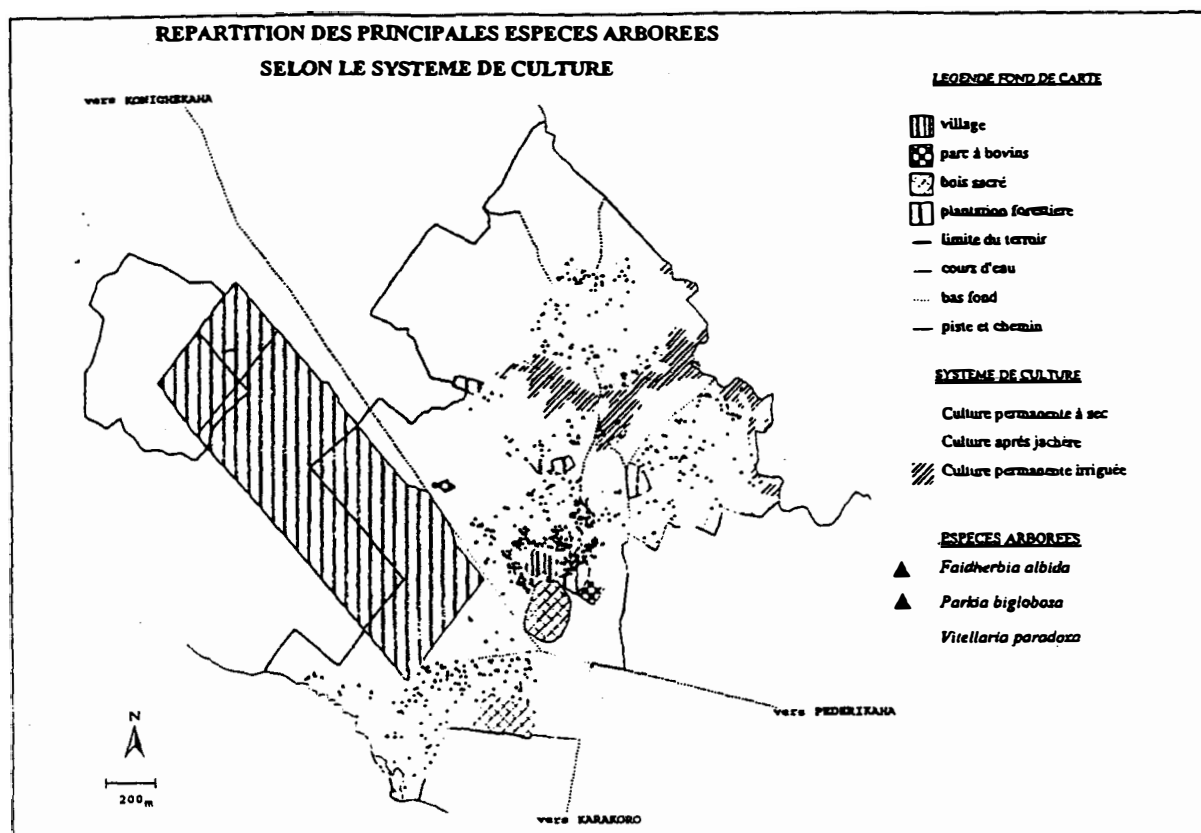 REPARTITION DES PRINCIPALES ESPECES ARBOREES
SELON LE SYSTEME DE CULTURE
vers KONIGHEKAHA
LEGENDE FOND DE CARTE
village
parc à bovins
bois sacré
plantation forestiere
limite du terroir
cours d'eau
bas fond
piste et chemin
SYSTEME DE CULTURE
Culture permanente à sec
Culture aprés jachère
Culture permanente irriguée
ESPECES ARBOREES
Faidherbia albida
Parkia biglobosa
Vitellaria paradoxa
vers PEDERIKAHA
N
200m
vers KARAKORO